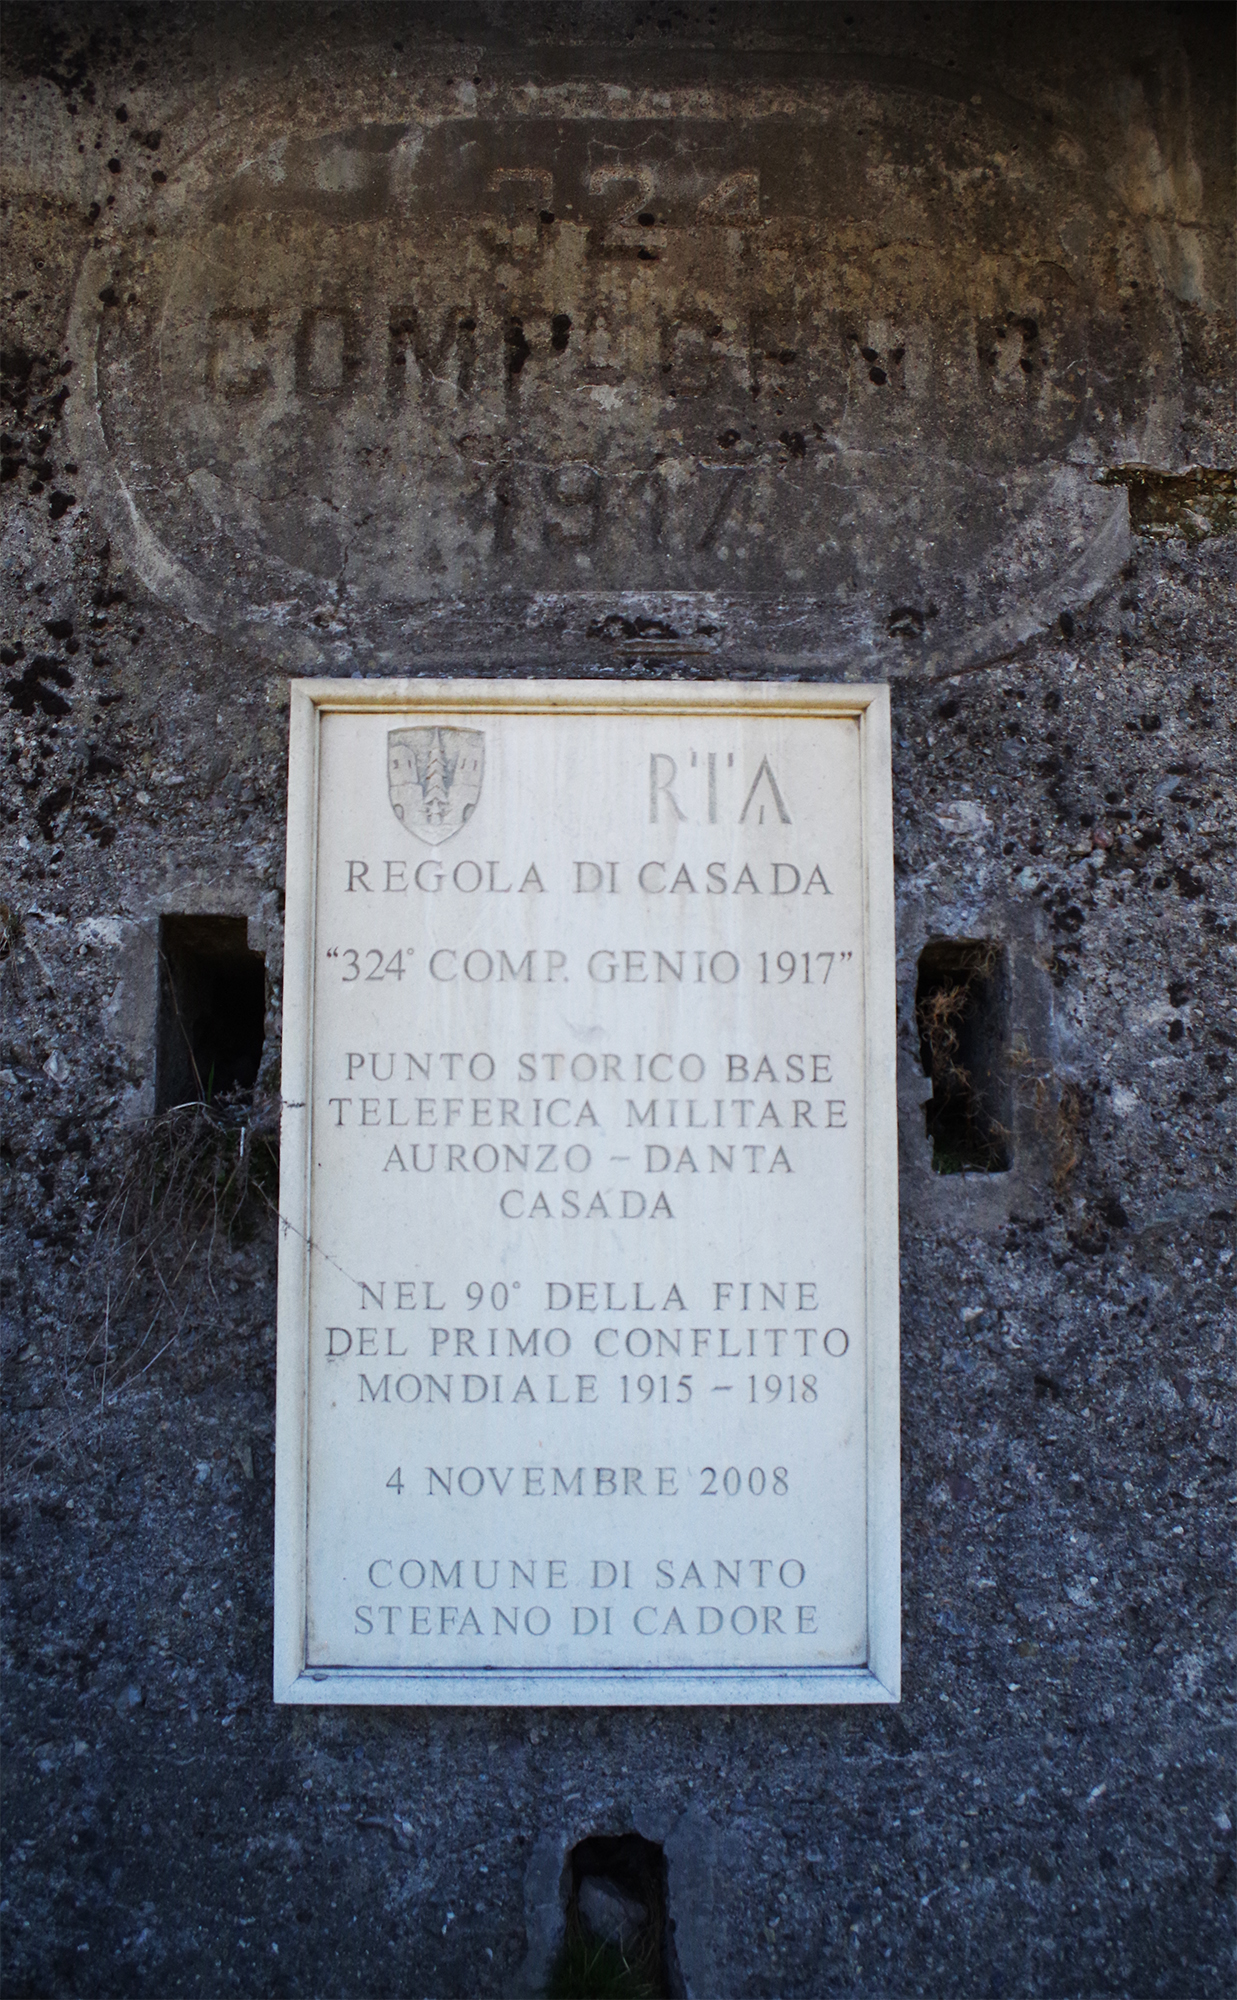 324
COMP A GENIO
1917
R'I'A
REGOLA DI CASADA
“324° COMP. GENIO 1917”
PUNTO STORICO BASE
TELEFERICA MILITARE
AURONZO – DANTA
CASADA
NEL 90° DELLA FINE
DEL PRIMO CONFLITTO
MONDIALE 1915 – 1918
4 NOVEMBRE 2008
COMUNE DI SANTO
STEFANO DI CADORE